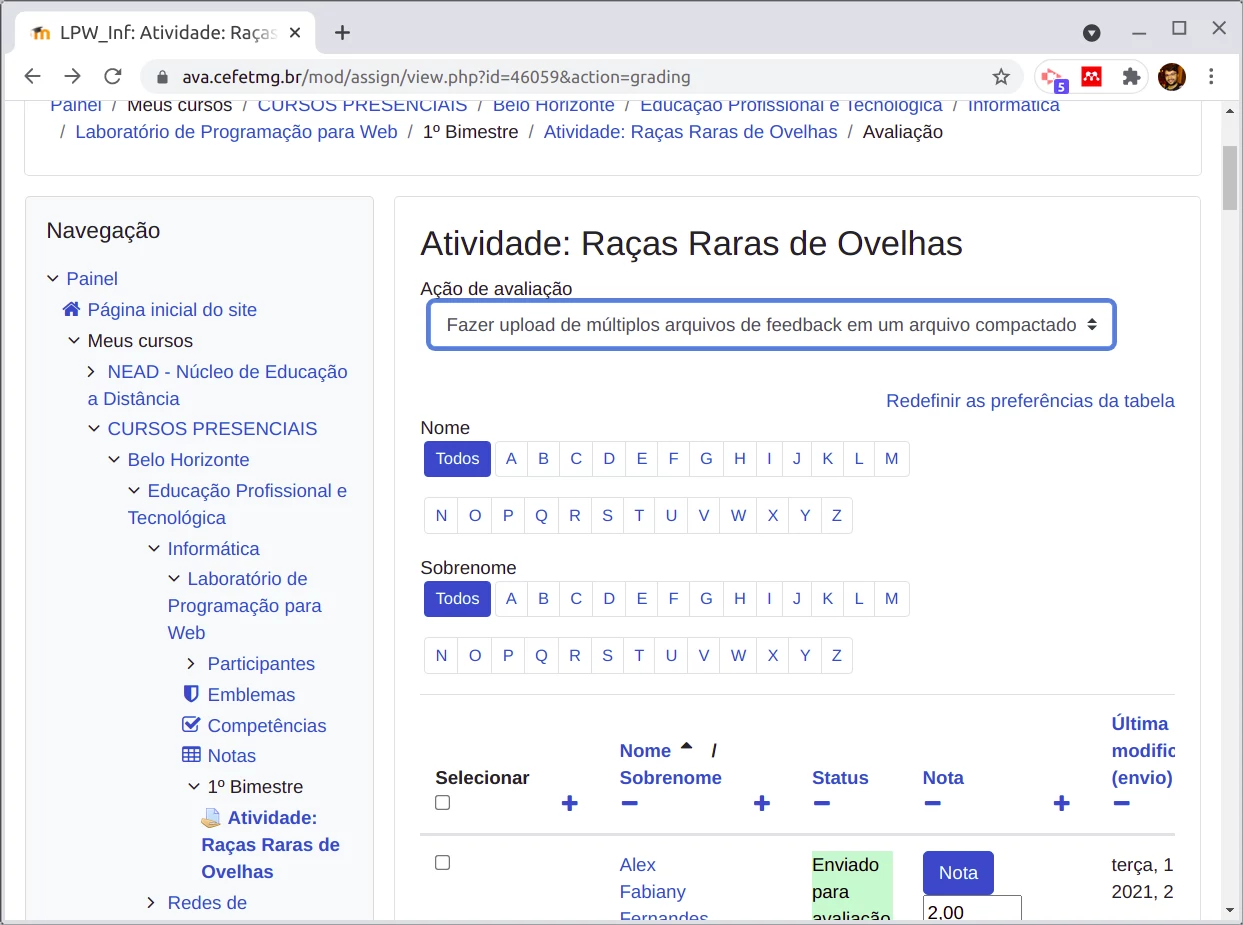 LPW_Inf: Atividade: Raças
ava.cefetmg.br/mod/assign/view.php?id=46059&action=grading
5
Painel / Meus cursos / CURSOS PRESENCIAIS / Belo Horizonte / Educação Profissional e Tecnológica / Informática
/ Laboratório de Programação para Web / 1º Bimestre / Atividade: Raças Raras de Ovelhas / Avaliação
Navegação
Painel
Página inicial do site
Meus cursos
NEAD - Núcleo de Educação
a Distância
CURSOS PRESENCIAIS
Belo Horizonte
Educação Profissional e
Tecnológica
Informática
Laboratório de
Programação para
Web
Participantes
Emblemas
Competências
Notas
1º Bimestre
Atividade:
Raças Raras de
Ovelhas
Redes de
Atividade: Raças Raras de Ovelhas
Ação de avaliação
Fazer upload de múltiplos arquivos de feedback em um arquivo compactado
Redefinir as preferências da tabela
Nome
Todos A B C D E F G H I J K L M
N O P Q R S T U V W X Y Z
Sobrenome
Todos A B C D E F G H I J K L M
N O P Q R S T U V W X Y Z
Selecionar
Nome /
Sobrenome
Status
Nota
Última
modific
(envio)
Alex
Fabiany
Fernandes
Enviado
para
avaliação
Nota
2,00
terça, 1
2021, 2